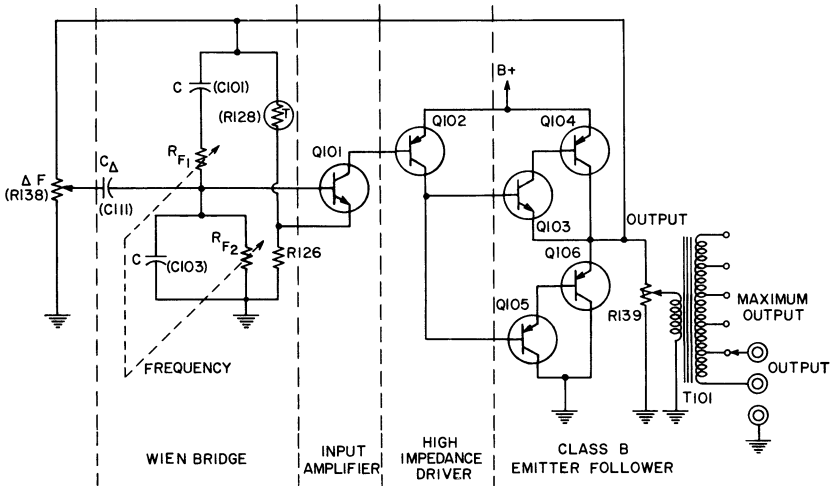 B+
C
(C101)
(R128)
T
Q101
Q102
Q104
RF1
ΔF
(R138)
CΔ
(C111)
Q103
OUTPUT
C
(C103)
RF2
R126
Q106
Q105
R139
MAXIMUM
OUTPUT
OUTPUT
T101
FREQUENCY
WIEN BRIDGE
INPUT
AMPLIFIER
HIGH
IMPEDANCE
DRIVER
CLASS B
EMITTER FOLLOWER